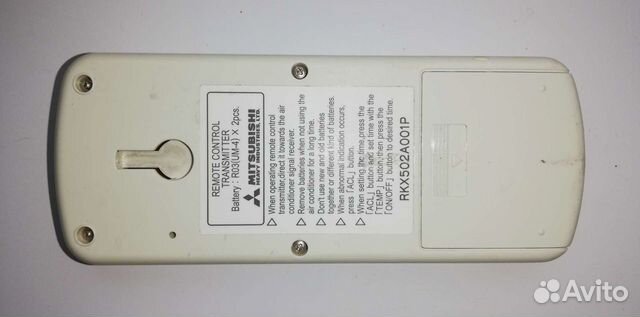 REMOTE CONTROL
TRANSMITTER
Battery : R03(UM-4) X 2pcs.
MITSUBISHI
HEAVY INDUSTRIES, LTD.
▷ When operating remote control
transmitter,direct it towards the air
conditioner signal receiver.
▷ Remove batteries when not using the
air conditioner for a long time.
▷ Don't use new and old batteries
together or different kind of batteries.
▷ When abnormal indication occurs,
press「ACL」button.
▷ When setting the time,press the
「ACL」button and set time with the
「TEMP」button,then press the
「ON/OFF」button to desired time.
RKX502A001P
Avito